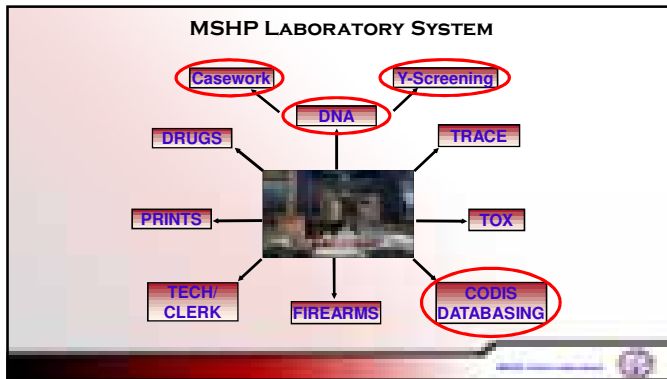 MSHP LABORATORY SYSTEM
Casework
Y-Screening
DNA
DRUGS
TRACE
PRINTS
TOX
TECH/
CLERK
FIREARMS
CODIS
DATABASING